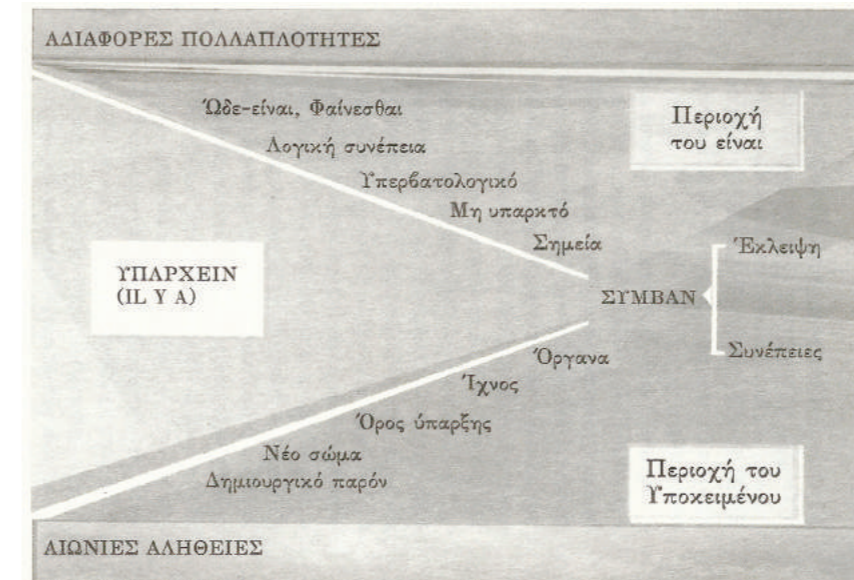 ΑΔΙΑΦΟΡΕΣ ΠΟΛΛΑΠΛΟΤΗΤΕΣ
Ὧδε-είναι, Φαίνεσθαι
Λογική συνέπεια
Υπερβατολογικό
Μη υπαρκτό
Σημεία
Περιοχή
του είναι
ΥΠΑΡΧΕΙΝ
(IL Y A)
ΣΥΜΒΑΝ
Έκλειψη
Συνέπειες
Όργανα
Ίχνος
Όρος ύπαρξης
Νέο σώμα
Δημιουργικό παρόν
Περιοχή του
Υποκειμένου
ΑΙΩΝΙΕΣ ΑΛΗΘΕΙΕΣ